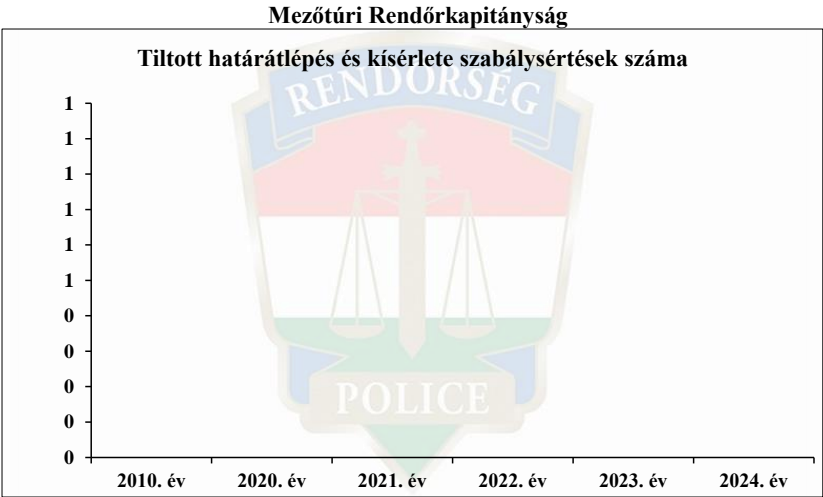 Mezőtúri Rendőrkapitányság
Tiltott határátlépés és kísérlete szabálysértések száma
RENDŐRSÉG
1
1
1
1
1
1
0
0
0
0
0
POLICE
2010. év 2020. év 2021. év 2022. év 2023. év 2024. év